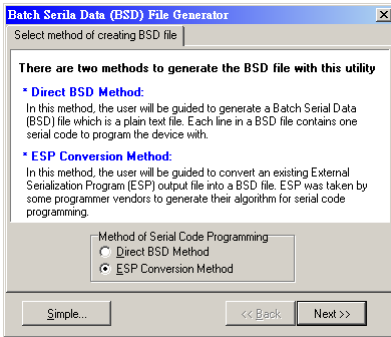 Batch Serila Data (BSD) File Generator
Select method of creating BSD file
There are two methods to generate the BSD file with this utility
* Direct BSD Method:
In this method, the user will be guided to generate a Batch Serial Data
(BSD) file which is a plain text file. Each line in a BSD file contains one
serial code to program the device with.
* ESP Conversion Method:
In this method, the user will be guided to convert an existing External
Serialization Program (ESP) output file into a BSD file. ESP was taken by
some programmer vendors to generate their algorithm for serial code
programming.
Method of Serial Code Programming
Direct BSD Method
ESP Conversion Method
Simple... << Back Next >>